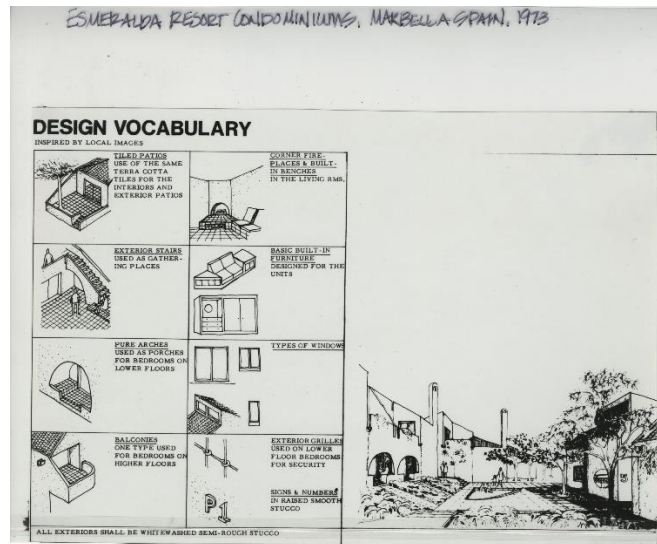 ESMERALDA RESORT CONDOMINIUMS, MARBELLA SPAIN, 1973
DESIGN VOCABULARY
INSPIRED BY LOCAL IMAGES
TILED PATIOS
USE OF THE SAME
TERRA COTTA
TILES FOR THE
INTERIORS AND
EXTERIOR PATIOS
CORNER FIRE-
PLACES & BUILT-
IN BENCHES
IN THE LIVING RMS.
EXTERIOR STAIRS
USED AS GATHER-
ING PLACES
BASIC BUILT-IN
FURNITURE
DESIGNED FOR THE
UNITS
PURE ARCHES
USED AS PORCHES
FOR BEDROOMS ON
LOWER FLOORS
TYPES OF WINDOWS
BALCONIES
ONE TYPE USED
FOR BEDROOMS ON
HIGHER FLOORS
EXTERIOR GRILLES
USED ON LOWER
FLOOR BEDROOMS
FOR SECURITY
P1
SIGNS & NUMBERS
IN RAISED SMOOTH
STUCCO
ALL EXTERIORS SHALL BE WHITEWASHED SEMI-ROUGH STUCCO